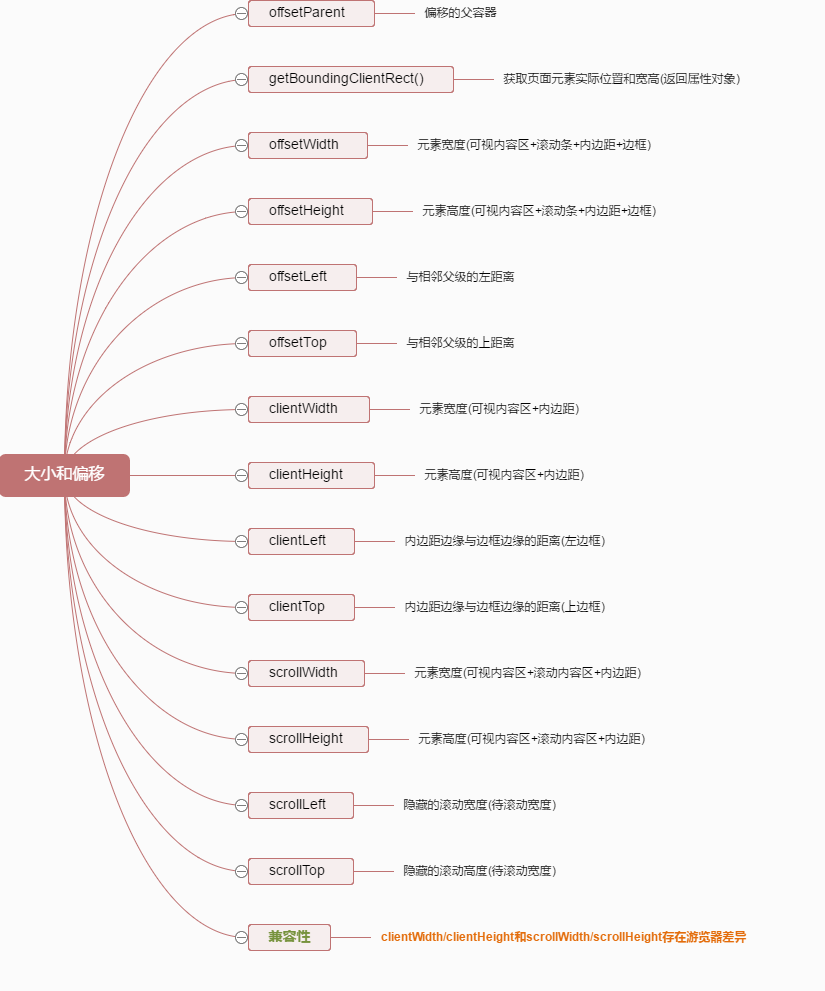 offsetParent 偏移的父容器
getBoundingClientRect() 获取页面元素实际位置和宽高(返回属性对象)
offsetWidth 元素宽度(可视内容区+滚动条+内边距+边框)
offsetHeight 元素高度(可视内容区+滚动条+内边距+边框)
offsetLeft 与相邻父级的左距离
offsetTop 与相邻父级的上距离
clientWidth 元素宽度(可视内容区+内边距)
大小和偏移
clientHeight 元素高度(可视内容区+内边距)
clientLeft 内边距边缘与边框边缘的距离(左边框)
clientTop 内边距边缘与边框边缘的距离(上边框)
scrollWidth 元素宽度(可视内容区+滚动内容区+内边距)
scrollHeight 元素高度(可视内容区+滚动内容区+内边距)
scrollLeft 隐藏的滚动宽度(待滚动宽度)
scrollTop 隐藏的滚动高度(待滚动宽度)
兼容性 clientWidth/clientHeight和scrollWidth/scrollHeight存在游览器差异